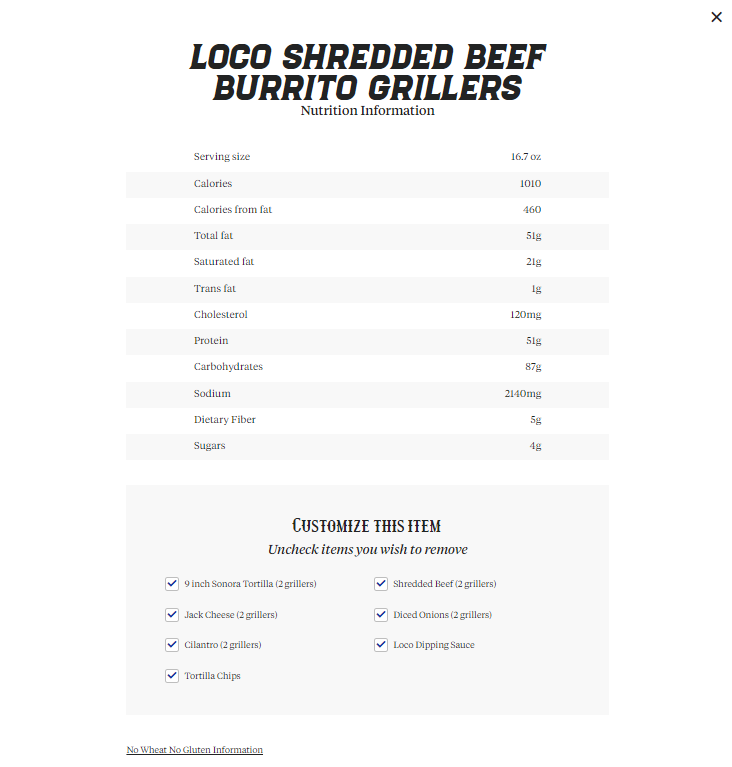 LOCO SHREDDED BEEF
BURRITO GRILLERS
Nutrition Information
Serving size 16.7 oz
Calories 1010
Calories from fat 460
Total fat 51g
Saturated fat 21g
Trans fat 1g
Cholesterol 120mg
Protein 51g
Carbohydrates 87g
Sodium 2140mg
Dietary Fiber 5g
Sugars 4g
Customize this item
Uncheck items you wish to remove
9 inch Sonora Tortilla (2 grillers) Shredded Beef (2 grillers)
Jack Cheese (2 grillers) Diced Onions (2 grillers)
Cilantro (2 grillers) Loco Dipping Sauce
Tortilla Chips
No Wheat No Gluten Information